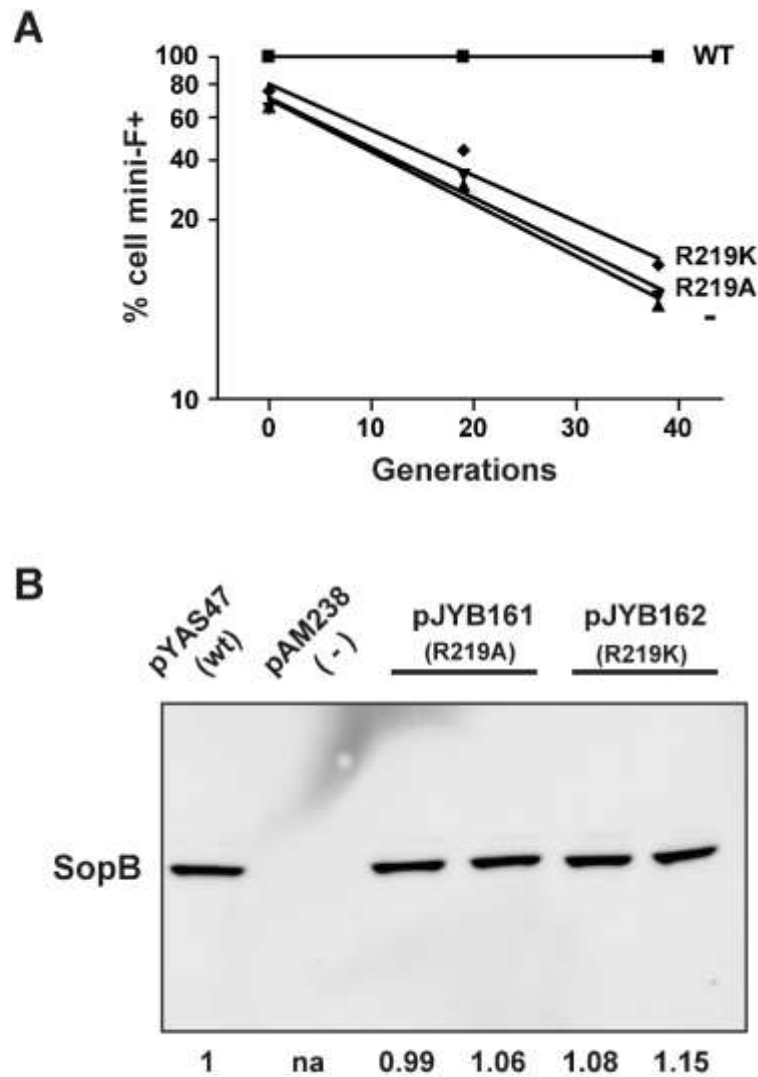 A
100
80
60
40
20
10
% cell mini-F+
WT
R219K
R219A
-
0 10 20 30 40
Generations
B
pYAS47
(wt)
pAM238
(-)
pJYB161
(R219A)
pJYB162
(R219K)
SopB
1 na 0.99 1.06 1.08 1.15